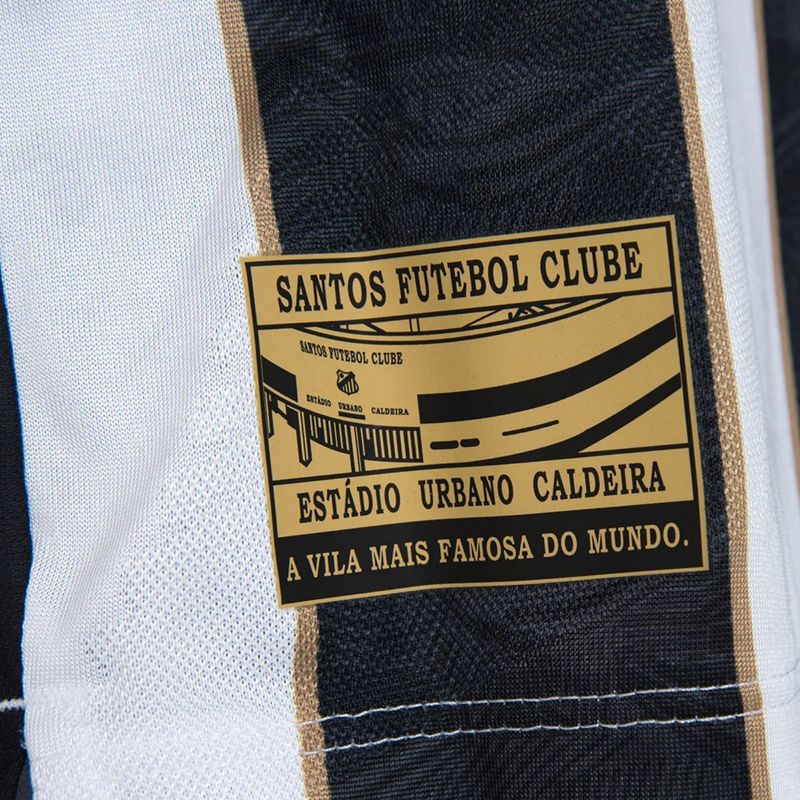 SANTOS FUTEBOL CLUBE
SANTOS FUTEBOL CLUBE
ESTÁDIO URBANO CALDEIRA
ESTÁDIO URBANO CALDEIRA
A VILA MAIS FAMOSA DO MUNDO.